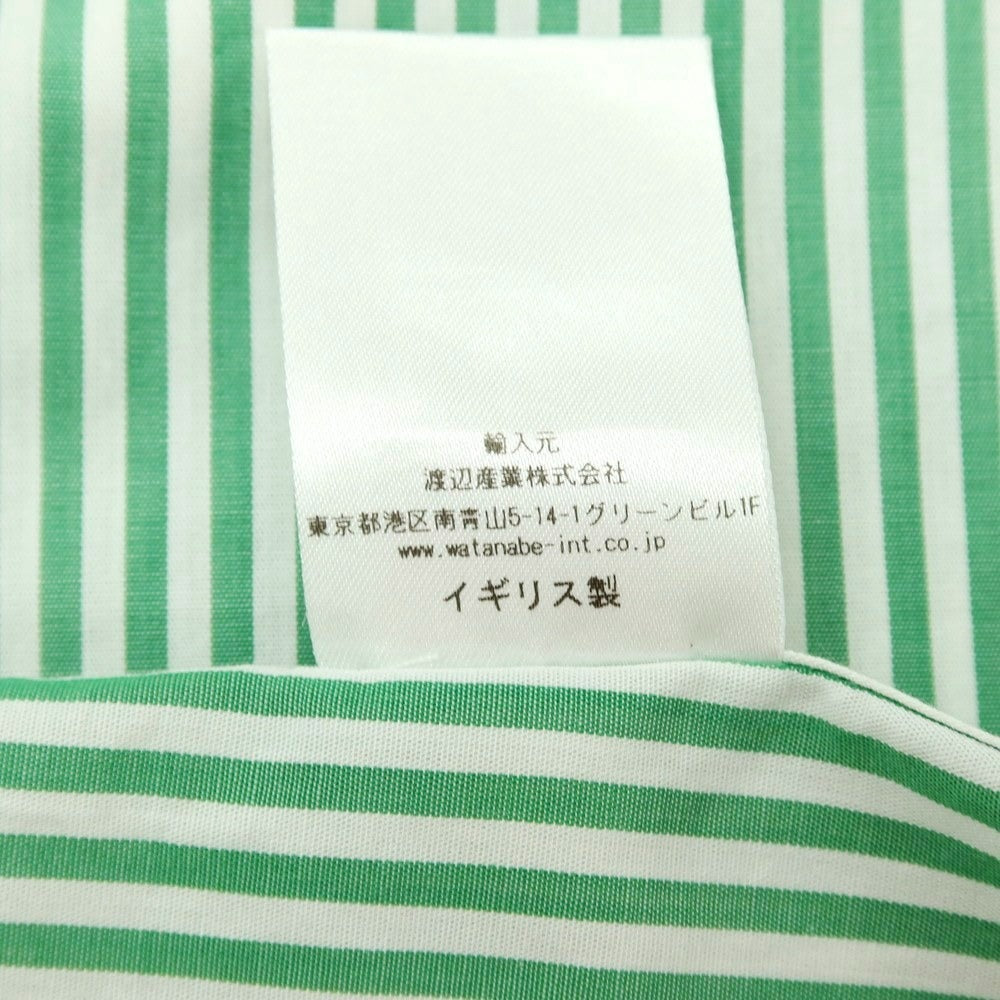 輸入元
渡辺産業株式会社
東京都港区南青山5-14-1グリーンビル1F
www.watanabe-int.co.jp
イギリス製